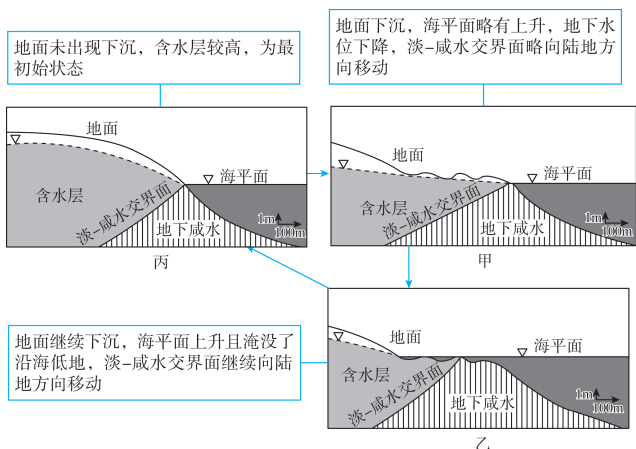 地面未出现下沉，含水层较高，为最
初始状态
地面下沉，海平面略有上升，地下水
位下降，淡-咸水交界面略向陆地方
向移动
地面
海平面
含水层
淡-咸水交界面
地下咸水
1m
100m
丙
地面
海平面
含水层
淡-咸水交界面
地下咸水
1m
100m
甲
地面继续下沉，海平面上升且淹没了
沿海低地，淡-咸水交界面继续向陆
地方向移动
地面
海平面
含水层
淡-咸水交界面
地下咸水
1m
100m
乙